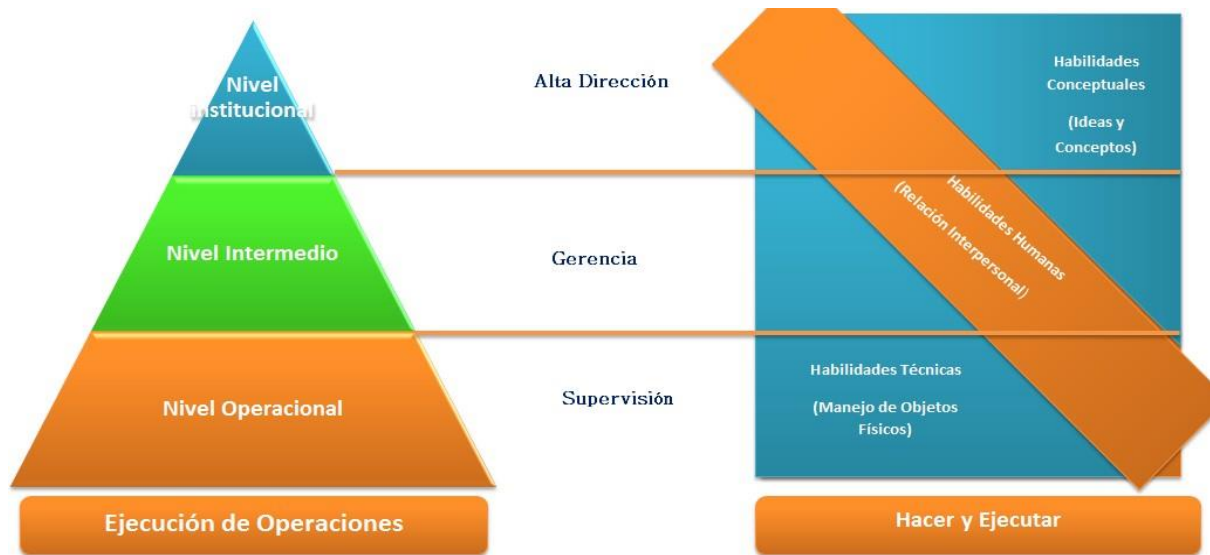 Nivel
Institucional
Alta Dirección
Habilidades
Conceptuales
(Ideas y
Conceptos)
Nivel Intermedio
Gerencia
Habilidades Humanas
(Relación Interpersonal)
Nivel Operacional
Supervisión
Habilidades Técnicas
(Manejo de Objetos
Físicos)
Ejecución de Operaciones
Hacer y Ejecutar